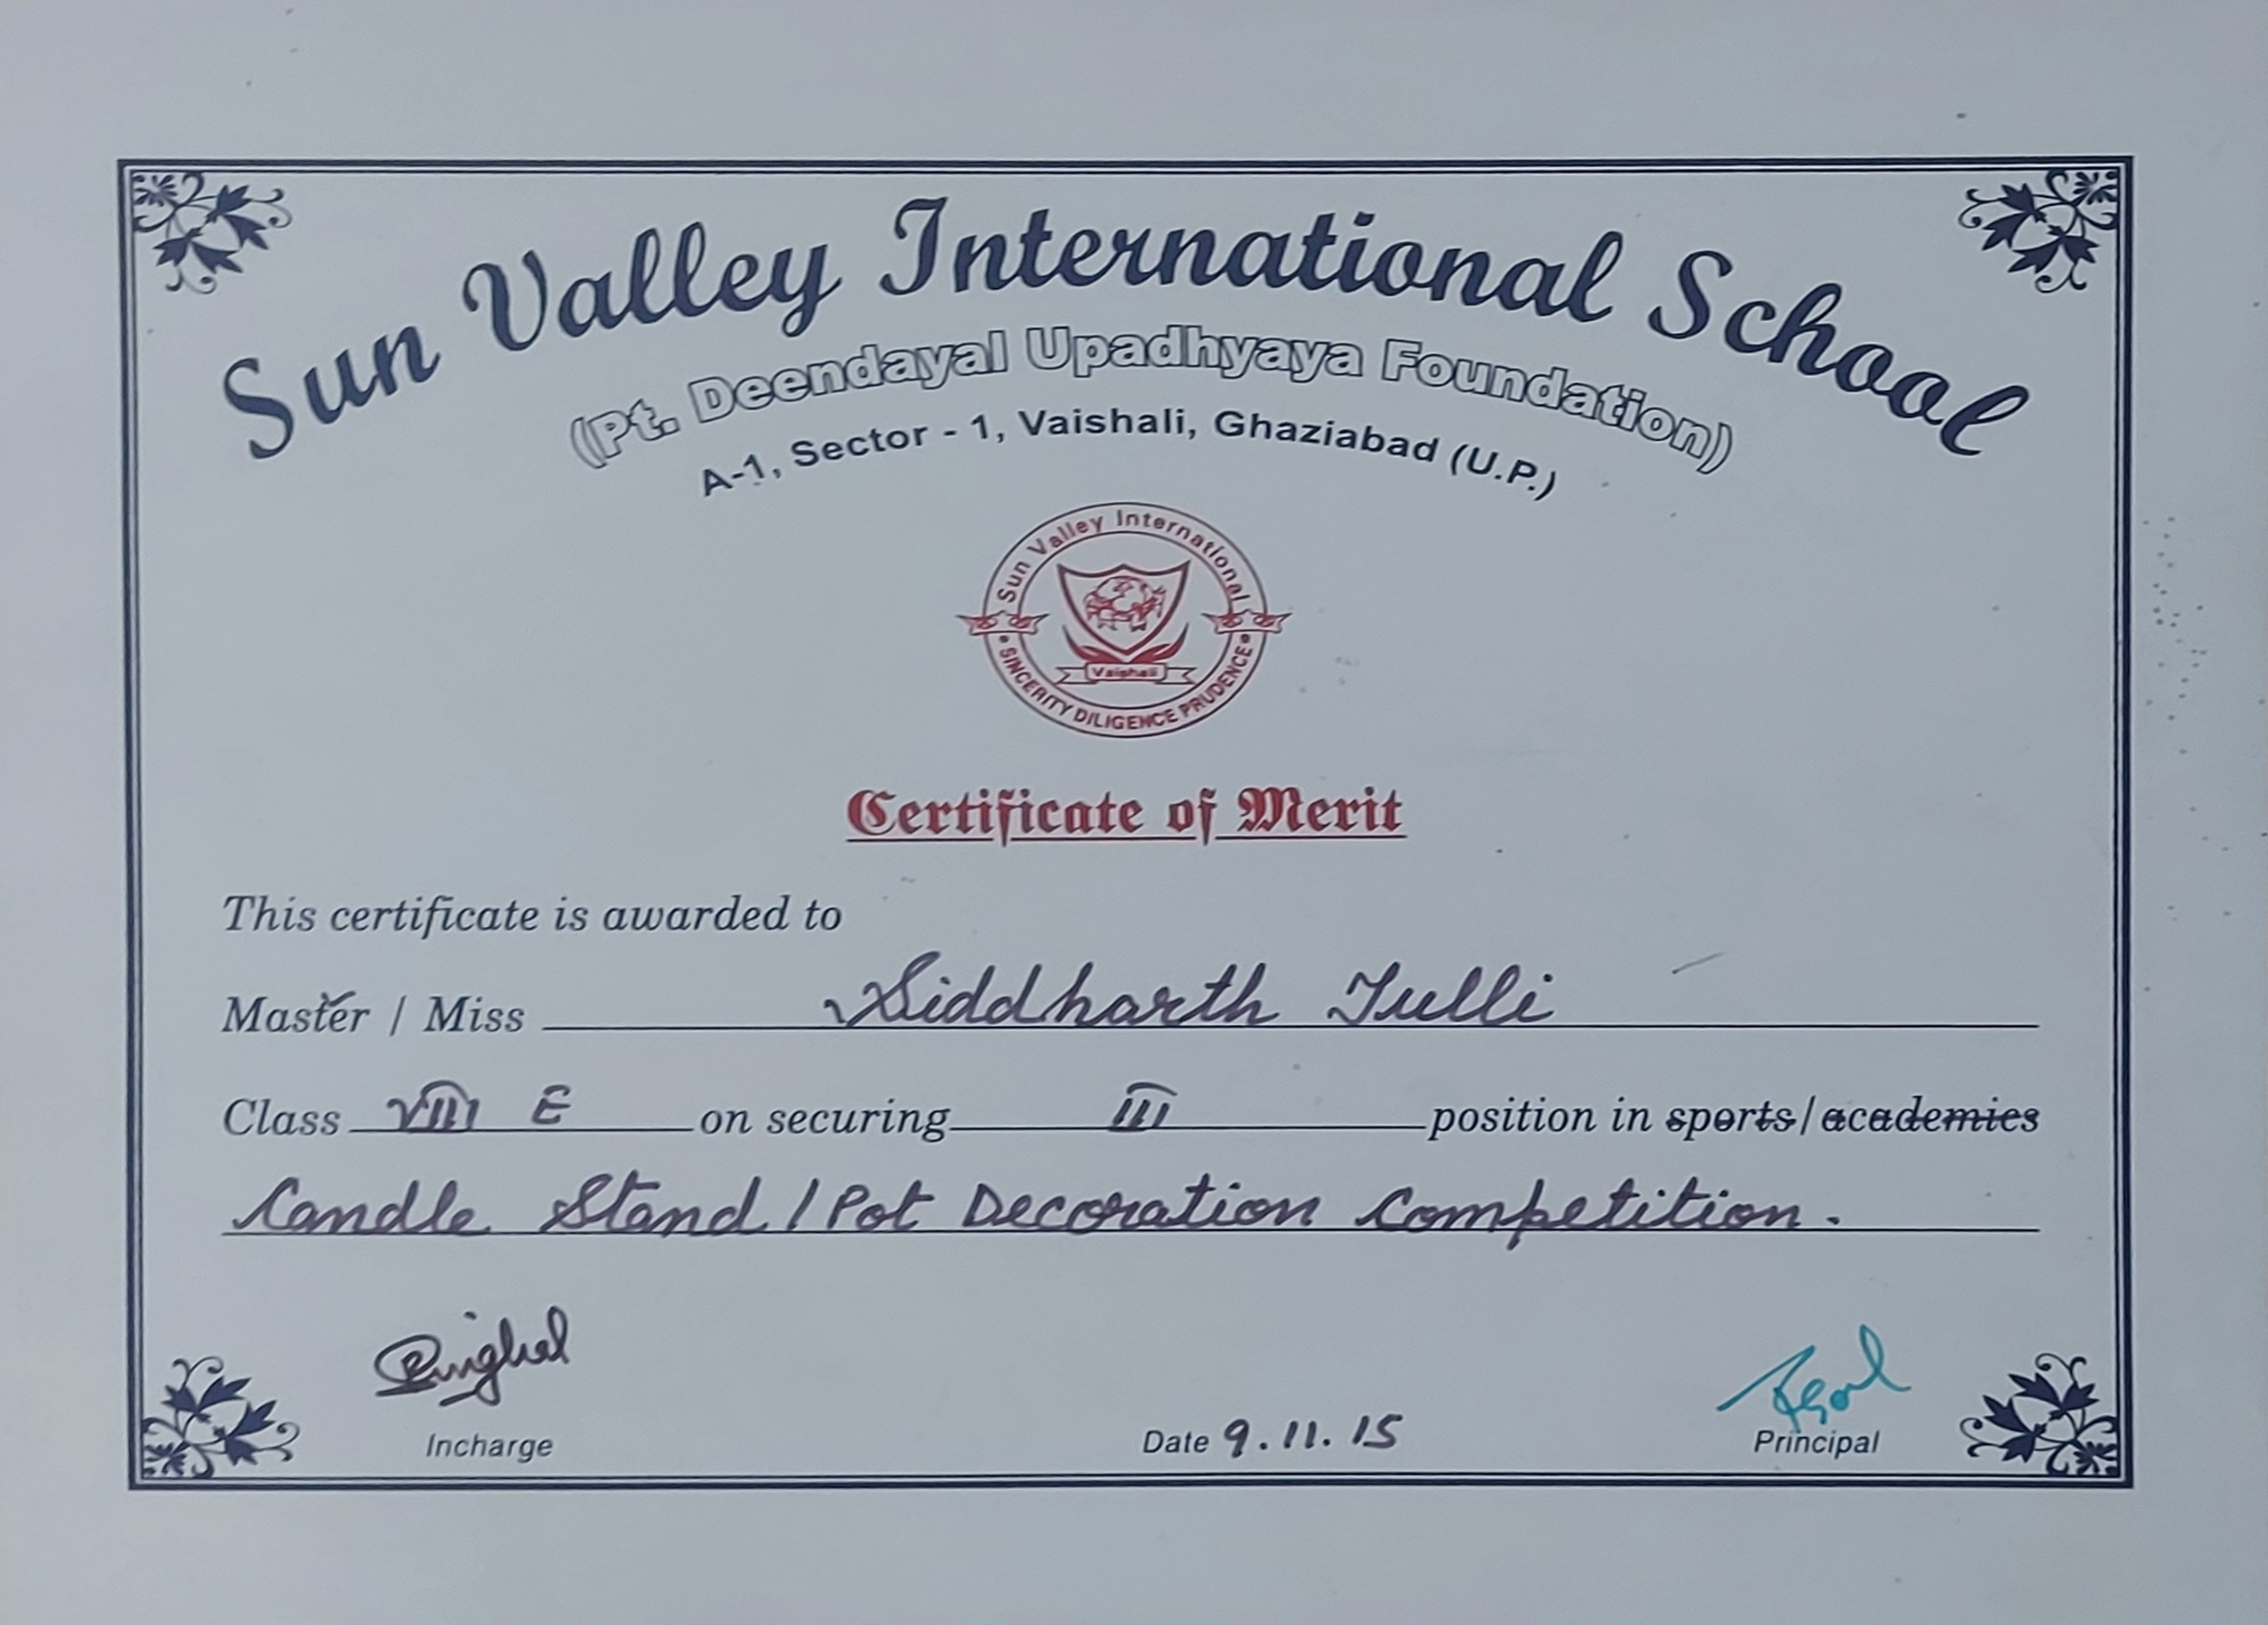 Sun Valley International School
(Pt. Deendayal Upadhyaya Foundation)
A-1, Sector - 1, Vaishali, Ghaziabad (U.P.)
Sun Valley International
Vaishali
SINCERITY DILIGENCE PRUDENCE
Certificate of Merit
This certificate is awarded to
Master / Miss Siddharth Tulli
Class VIII E on securing III position in sports/academies
Candle Stand / Pot Decoration Competition.
Singhal
Incharge
Date 9.11.15
Principal